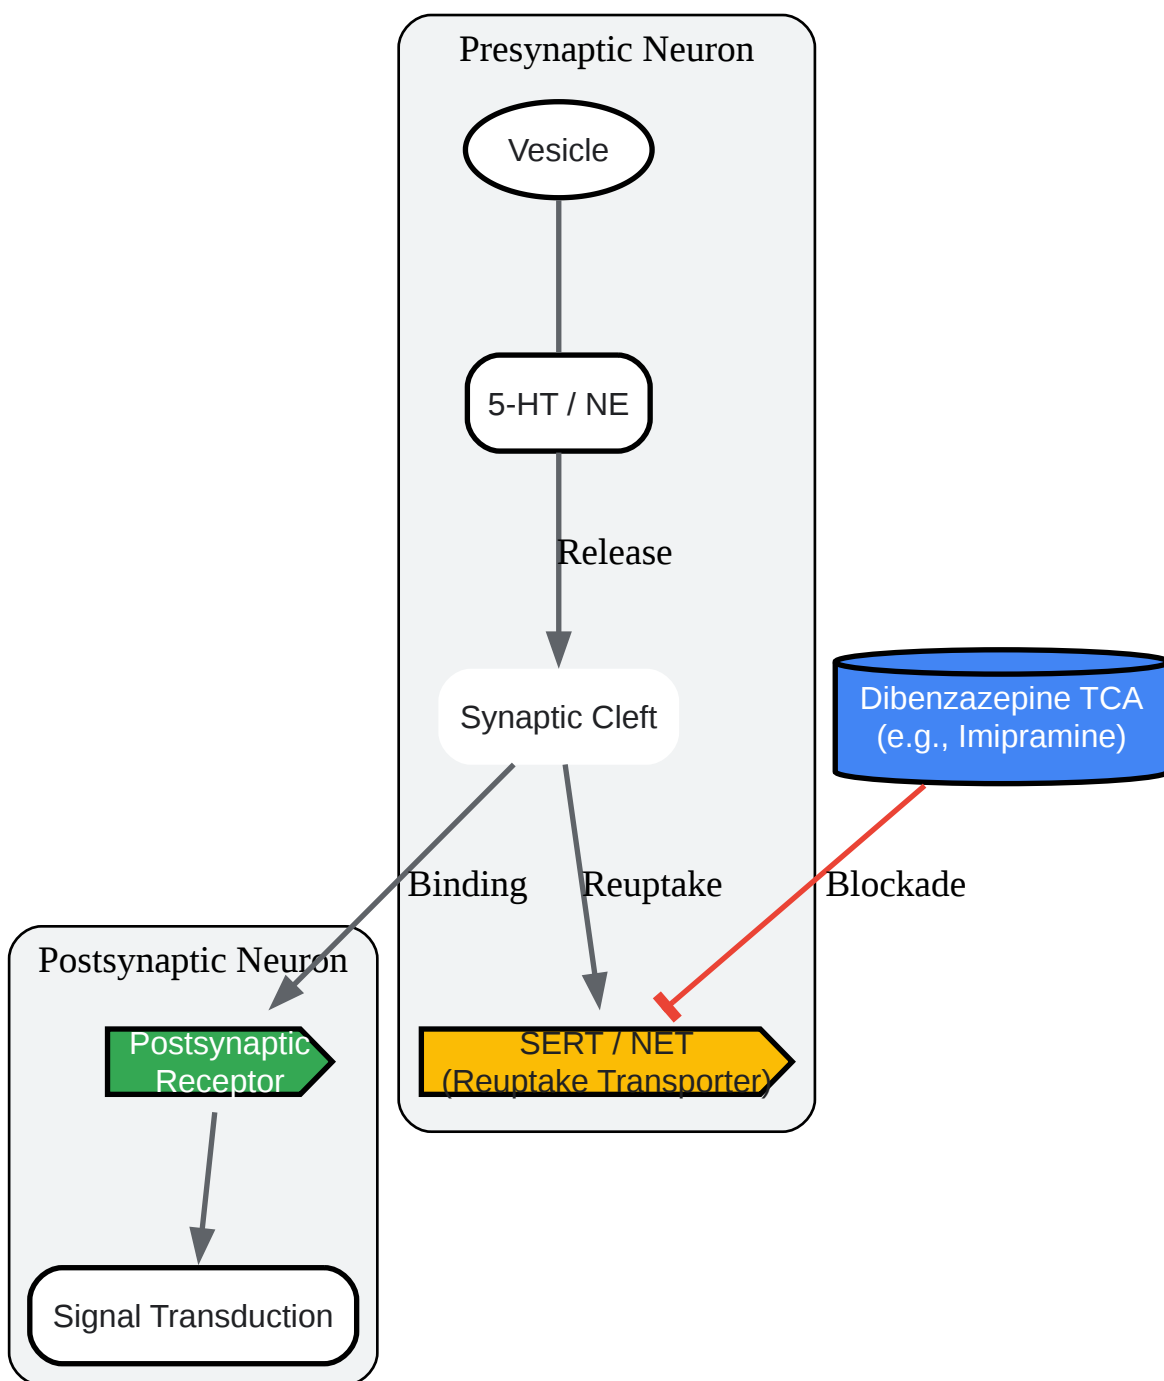 Presynaptic Neuron
Vesicle
5-HT / NE
Release
Synaptic Cleft
Dibenzazepine TCA
(e.g., Imipramine)
Binding
Reuptake
Blockade
Postsynaptic Neuron
Postsynaptic
Receptor
SERT / NET
(Reuptake Transporter)
Signal Transduction